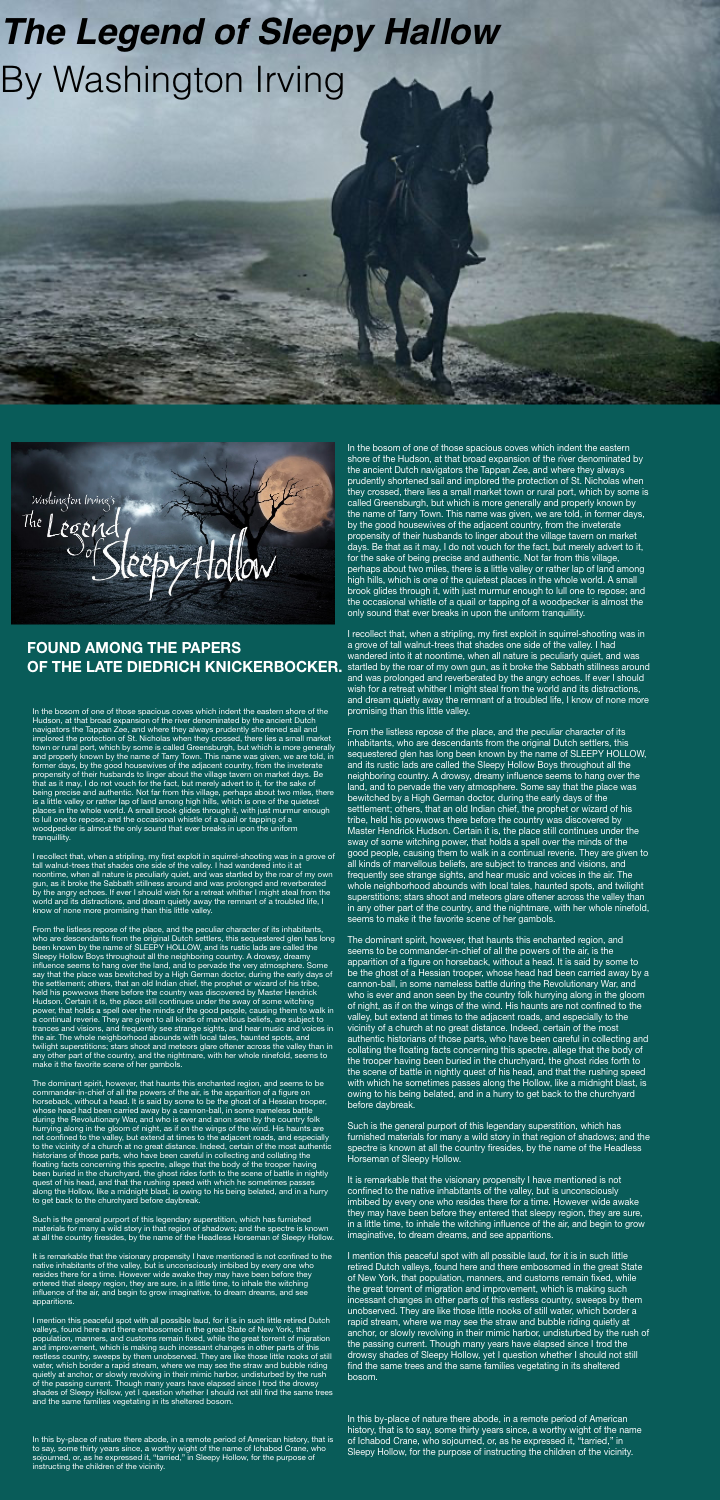 The Legend of Sleepy Hallow
By Washington Irving
Washington Irving's
The Legend
of
Sleepy Hollow
FOUND AMONG THE PAPERS
OF THE LATE DIEDRICH KNICKERBOCKER.
In the bosom of one of those spacious coves which indent the eastern shore of the
Hudson, at that broad expansion of the river denominated by the ancient Dutch
navigators the Tappan Zee, and where they always prudently shortened sail and
implored the protection of St. Nicholas when they crossed, there lies a small market
town or rural port, which by some is called Greensburgh, but which is more generally
and properly known by the name of Tarry Town. This name was given, we are told, in
former days, by the good housewives of the adjacent country, from the inveterate
propensity of their husbands to linger about the village tavern on market days. Be
that as it may, I do not vouch for the fact, but merely advert to it, for the sake of
being precise and authentic. Not far from this village, perhaps about two miles, there
is a little valley or rather lap of land among high hills, which is one of the quietest
places in the whole world. A small brook glides through it, with just murmur enough
to lull one to repose; and the occasional whistle of a quail or tapping of a
woodpecker is almost the only sound that ever breaks in upon the uniform
tranquillity.
I recollect that, when a stripling, my first exploit in squirrel-shooting was in a grove of
tall walnut-trees that shades one side of the valley. I had wandered into it at
noontime, when all nature is peculiarly quiet, and was startled by the roar of my own
gun, as it broke the Sabbath stillness around and was prolonged and reverberated
by the angry echoes. If ever I should wish for a retreat whither I might steal from the
world and its distractions, and dream quietly away the remnant of a troubled life, I
know of none more promising than this little valley.
From the listless repose of the place, and the peculiar character of its inhabitants,
who are descendants from the original Dutch settlers, this sequestered glen has long
been known by the name of SLEEPY HOLLOW, and its rustic lads are called the
Sleepy Hollow Boys throughout all the neighboring country. A drowsy, dreamy
influence seems to hang over the land, and to pervade the very atmosphere. Some
say that the place was bewitched by a High German doctor, during the early days of
the settlement; others, that an old Indian chief, the prophet or wizard of his tribe,
held his powwows there before the country was discovered by Master Hendrick
Hudson. Certain it is, the place still continues under the sway of some witching
power, that holds a spell over the minds of the good people, causing them to walk in
a continual reverie. They are given to all kinds of marvellous beliefs, are subject to
trances and visions, and frequently see strange sights, and hear music and voices in
the air. The whole neighborhood abounds with local tales, haunted spots, and
twilight superstitions; stars shoot and meteors glare oftener across the valley than in
any other part of the country, and the nightmare, with her whole ninefold, seems to
make it the favorite scene of her gambols.
The dominant spirit, however, that haunts this enchanted region, and seems to be
commander-in-chief of all the powers of the air, is the apparition of a figure on
horseback, without a head. It is said by some to be the ghost of a Hessian trooper,
whose head had been carried away by a cannon-ball, in some nameless battle
during the Revolutionary War, and who is ever and anon seen by the country folk
hurrying along in the gloom of night, as if on the wings of the wind. His haunts are
not confined to the valley, but extend at times to the adjacent roads, and especially
to the vicinity of a church at no great distance. Indeed, certain of the most authentic
historians of those parts, who have been careful in collecting and collating the
floating facts concerning this spectre, allege that the body of the trooper having
been buried in the churchyard, the ghost rides forth to the scene of battle in nightly
quest of his head, and that the rushing speed with which he sometimes passes
along the Hollow, like a midnight blast, is owing to his being belated, and in a hurry
to get back to the churchyard before daybreak.
Such is the general purport of this legendary superstition, which has furnished
materials for many a wild story in that region of shadows; and the spectre is known
at all the country firesides, by the name of the Headless Horseman of Sleepy Hollow.
It is remarkable that the visionary propensity I have mentioned is not confined to the
native inhabitants of the valley, but is unconsciously imbibed by every one who
resides there for a time. However wide awake they may have been before they
entered that sleepy region, they are sure, in a little time, to inhale the witching
influence of the air, and begin to grow imaginative, to dream dreams, and see
apparitions.
I mention this peaceful spot with all possible laud, for it is in such little retired Dutch
valleys, found here and there embosomed in the great State of New York, that
population, manners, and customs remain fixed, while the great torrent of migration
and improvement, which is making such incessant changes in other parts of this
restless country, sweeps by them unobserved. They are like those little nooks of still
water, which border a rapid stream, where we may see the straw and bubble riding
quietly at anchor, or slowly revolving in their mimic harbor, undisturbed by the rush
of the passing current. Though many years have elapsed since I trod the drowsy
shades of Sleepy Hollow, yet I question whether I should not still find the same trees
and the same families vegetating in its sheltered bosom.
In this by-place of nature there abode, in a remote period of American history, that is
to say, some thirty years since, a worthy wight of the name of Ichabod Crane, who
sojourned, or, as he expressed it, “tarried,” in Sleepy Hollow, for the purpose of
instructing the children of the vicinity.
In the bosom of one of those spacious coves which indent the eastern
shore of the Hudson, at that broad expansion of the river denominated by
the ancient Dutch navigators the Tappan Zee, and where they always
prudently shortened sail and implored the protection of St. Nicholas when
they crossed, there lies a small market town or rural port, which by some is
called Greensburgh, but which is more generally and properly known by
the name of Tarry Town. This name was given, we are told, in former days,
by the good housewives of the adjacent country, from the inveterate
propensity of their husbands to linger about the village tavern on market
days. Be that as it may, I do not vouch for the fact, but merely advert to it,
for the sake of being precise and authentic. Not far from this village,
perhaps about two miles, there is a little valley or rather lap of land among
high hills, which is one of the quietest places in the whole world. A small
brook glides through it, with just murmur enough to lull one to repose; and
the occasional whistle of a quail or tapping of a woodpecker is almost the
only sound that ever breaks in upon the uniform tranquillity.
I recollect that, when a stripling, my first exploit in squirrel-shooting was in
a grove of tall walnut-trees that shades one side of the valley. I had
wandered into it at noontime, when all nature is peculiarly quiet, and was
startled by the roar of my own gun, as it broke the Sabbath stillness around
and was prolonged and reverberated by the angry echoes. If ever I should
wish for a retreat whither I might steal from the world and its distractions,
and dream quietly away the remnant of a troubled life, I know of none more
promising than this little valley.
From the listless repose of the place, and the peculiar character of its
inhabitants, who are descendants from the original Dutch settlers, this
sequestered glen has long been known by the name of SLEEPY HOLLOW,
and its rustic lads are called the Sleepy Hollow Boys throughout all the
neighboring country. A drowsy, dreamy influence seems to hang over the
land, and to pervade the very atmosphere. Some say that the place was
bewitched by a High German doctor, during the early days of the
settlement; others, that an old Indian chief, the prophet or wizard of his
tribe, held his powwows there before the country was discovered by
Master Hendrick Hudson. Certain it is, the place still continues under the
sway of some witching power, that holds a spell over the minds of the
good people, causing them to walk in a continual reverie. They are given to
all kinds of marvellous beliefs, are subject to trances and visions, and
frequently see strange sights, and hear music and voices in the air. The
whole neighborhood abounds with local tales, haunted spots, and twilight
superstitions; stars shoot and meteors glare oftener across the valley than
in any other part of the country, and the nightmare, with her whole ninefold,
seems to make it the favorite scene of her gambols.
The dominant spirit, however, that haunts this enchanted region, and
seems to be commander-in-chief of all the powers of the air, is the
apparition of a figure on horseback, without a head. It is said by some to
be the ghost of a Hessian trooper, whose head had been carried away by a
cannon-ball, in some nameless battle during the Revolutionary War, and
who is ever and anon seen by the country folk hurrying along in the gloom
of night, as if on the wings of the wind. His haunts are not confined to the
valley, but extend at times to the adjacent roads, and especially to the
vicinity of a church at no great distance. Indeed, certain of the most
authentic historians of those parts, who have been careful in collecting and
collating the floating facts concerning this spectre, allege that the body of
the trooper having been buried in the churchyard, the ghost rides forth to
the scene of battle in nightly quest of his head, and that the rushing speed
with which he sometimes passes along the Hollow, like a midnight blast, is
owing to his being belated, and in a hurry to get back to the churchyard
before daybreak.
Such is the general purport of this legendary superstition, which has
furnished materials for many a wild story in that region of shadows; and the
spectre is known at all the country firesides, by the name of the Headless
Horseman of Sleepy Hollow.
It is remarkable that the visionary propensity I have mentioned is not
confined to the native inhabitants of the valley, but is unconsciously
imbibed by every one who resides there for a time. However wide awake
they may have been before they entered that sleepy region, they are sure,
in a little time, to inhale the witching influence of the air, and begin to grow
imaginative, to dream dreams, and see apparitions.
I mention this peaceful spot with all possible laud, for it is in such little
retired Dutch valleys, found here and there embosomed in the great State
of New York, that population, manners, and customs remain fixed, while
the great torrent of migration and improvement, which is making such
incessant changes in other parts of this restless country, sweeps by them
unobserved. They are like those little nooks of still water, which border a
rapid stream, where we may see the straw and bubble riding quietly at
anchor, or slowly revolving in their mimic harbor, undisturbed by the rush of
the passing current. Though many years have elapsed since I trod the
drowsy shades of Sleepy Hollow, yet I question whether I should not still
find the same trees and the same families vegetating in its sheltered
bosom.
In this by-place of nature there abode, in a remote period of American
history, that is to say, some thirty years since, a worthy wight of the name
of Ichabod Crane, who sojourned, or, as he expressed it, “tarried,” in
Sleepy Hollow, for the purpose of instructing the children of the vicinity.